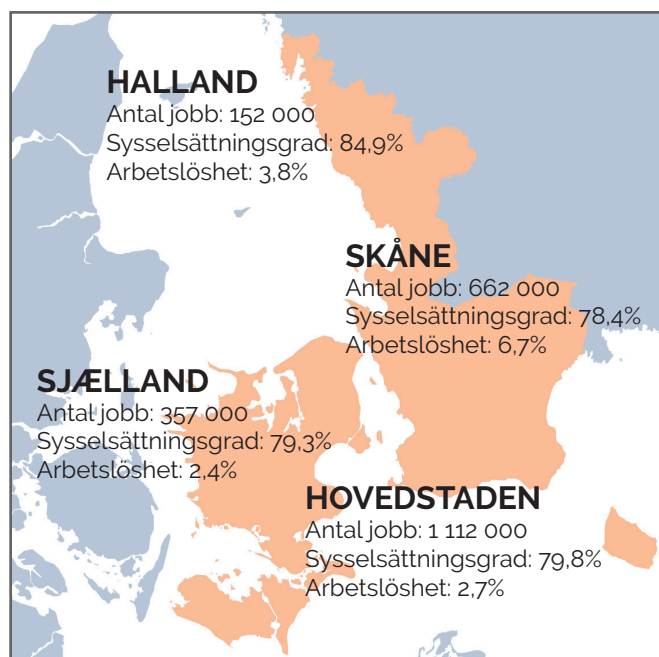 HALLAND
Antal jobb: 152 000
Sysselsättningsgrad: 84,9%
Arbetslöshet: 3,8%
SKÅNE
Antal jobb: 662 000
Sysselsättningsgrad: 78,4%
Arbetslöshet: 6,7%
SJÆLLAND
Antal jobb: 357 000
Sysselsättningsgrad: 79,3%
Arbetslöshet: 2,4%
HOVEDSTADEN
Antal jobb: 1 112 000
Sysselsättningsgrad: 79,8%
Arbetslöshet: 2,7%